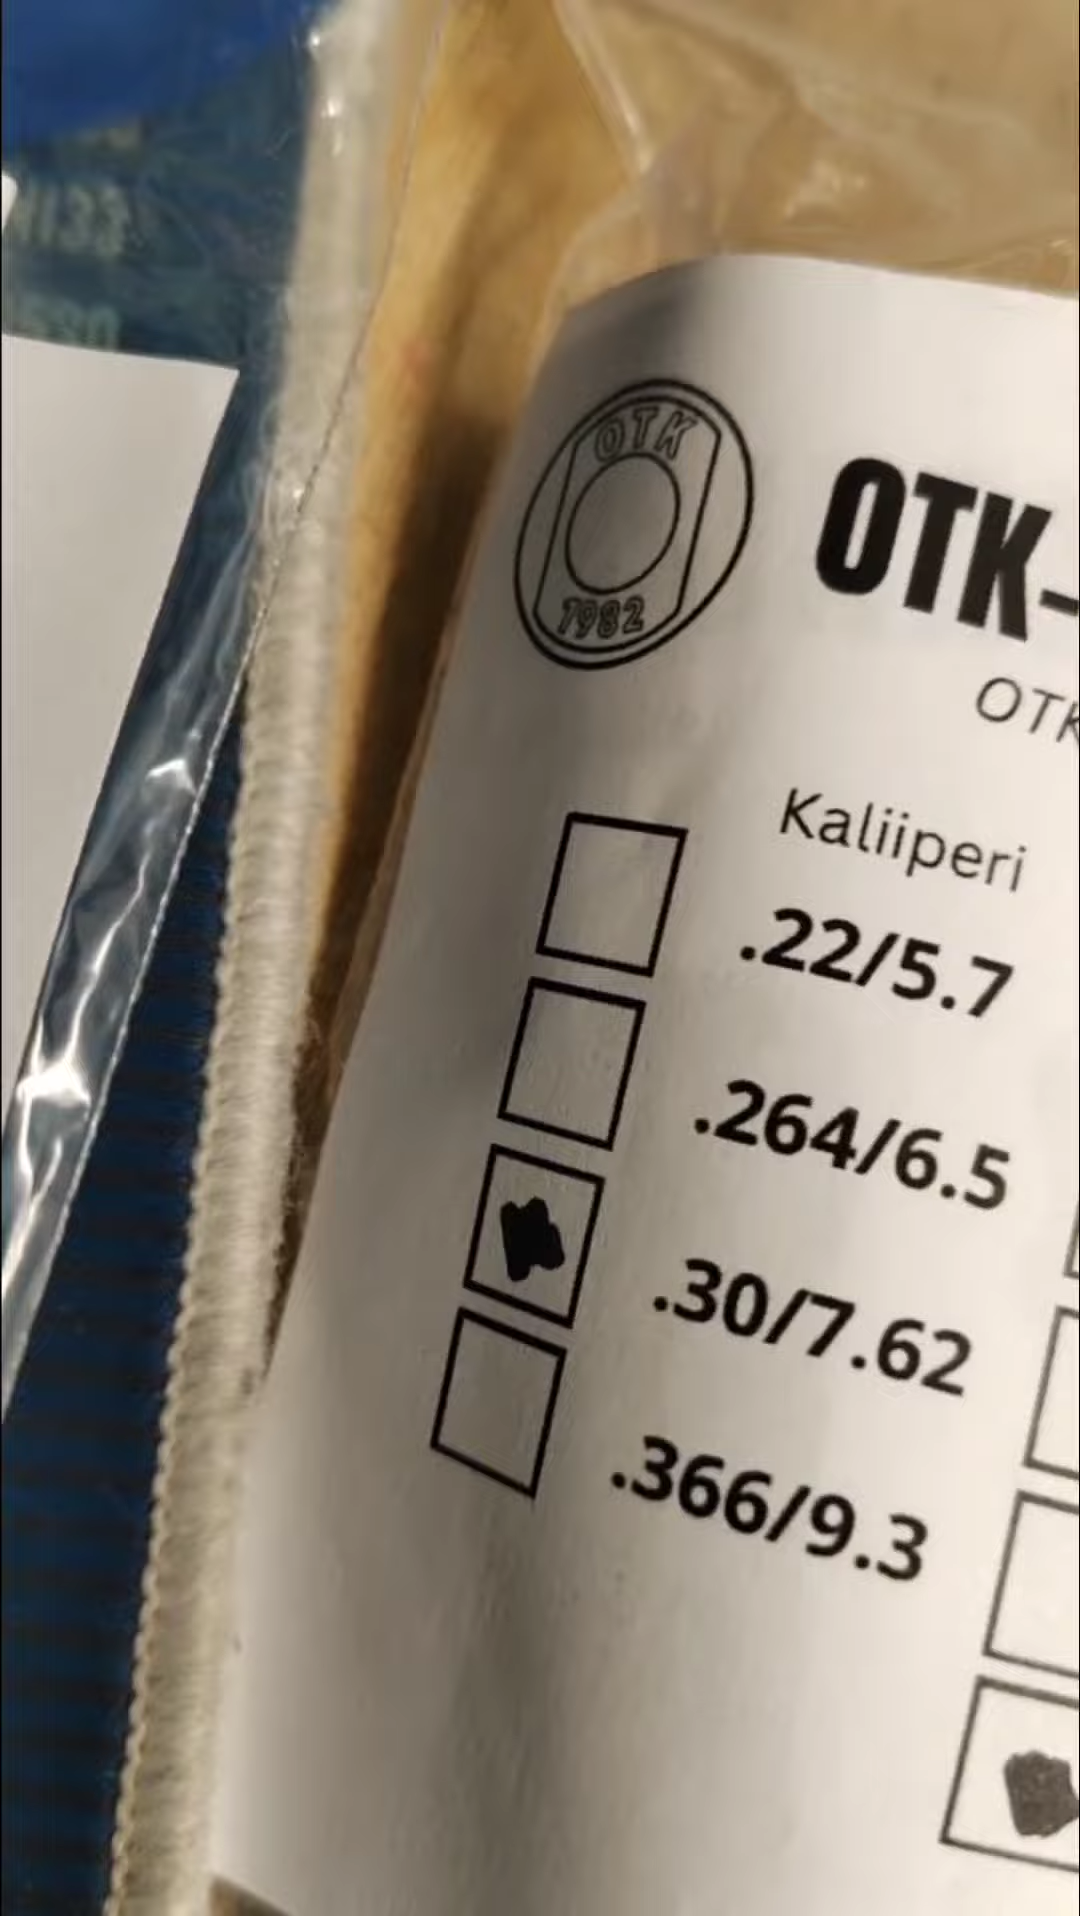 OTK
1982
OTK-
OTK
Kaliiperi
.22/5.7
.264/6.5
.30/7.62
.366/9.3